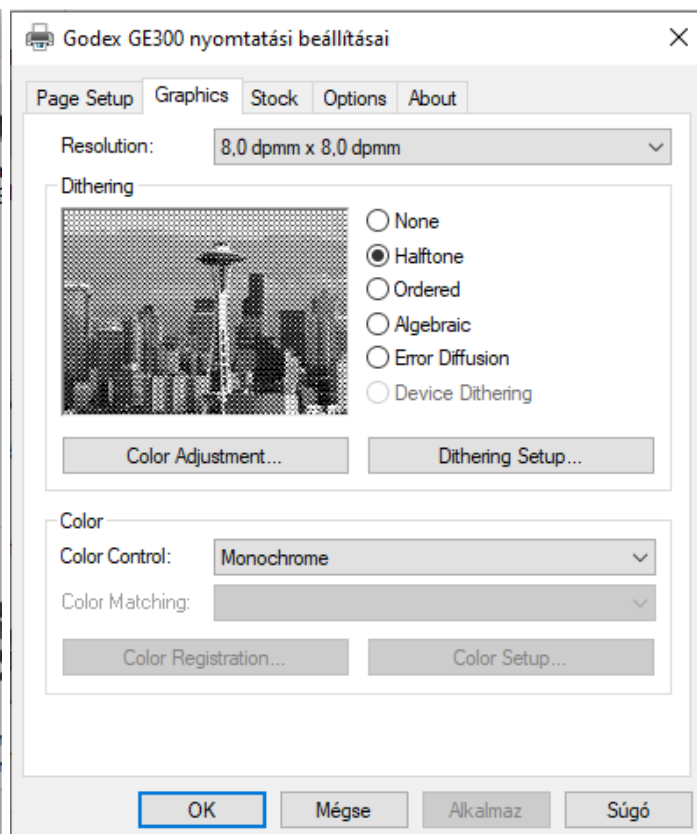 Godex GE300 nyomtatási beállításai
Page Setup Graphics Stock Options About
Resolution: 8,0 dpmm x 8,0 dpmm
Dithering
None
Halftone
Ordered
Algebraic
Error Diffusion
Device Dithering
Color Adjustment... Dithering Setup...
Color
Color Control: Monochrome
Color Matching:
Color Registration... Color Setup...
OK Mégse Alkalmaz Súgó